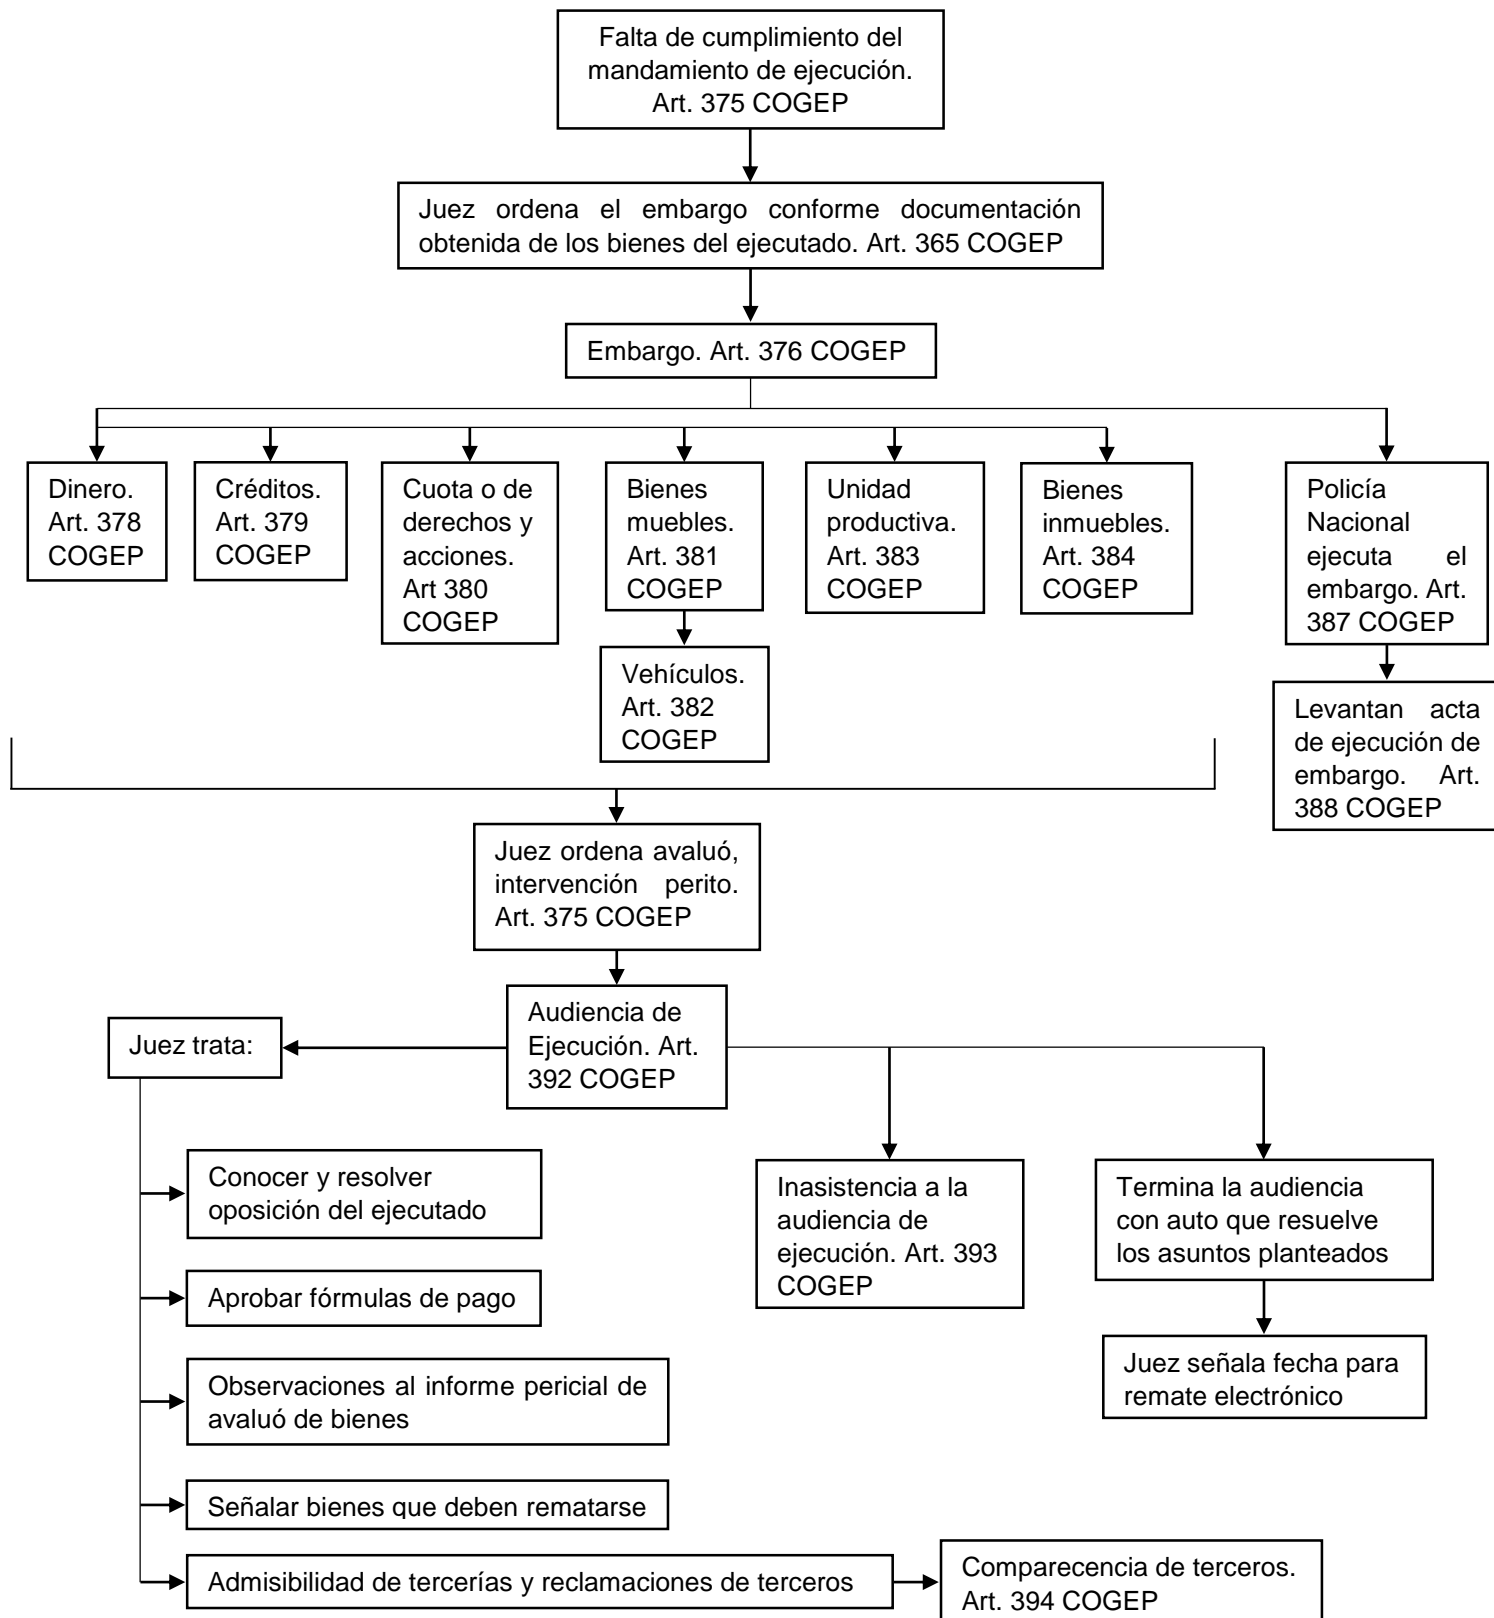 Falta de cumplimiento del
mandamiento de ejecución.
Art. 375 COGEP
Juez ordena el embargo conforme documentación
obtenida de los bienes del ejecutado. Art. 365 COGEP
Embargo. Art. 376 COGEP
Dinero.
Art. 378
COGEP
Créditos.
Art. 379
COGEP
Cuota o de
derechos y
acciones.
Art 380
COGEP
Bienes
muebles.
Art. 381
COGEP
Unidad
productiva.
Art. 383
COGEP
Bienes
inmuebles.
Art. 384
COGEP
Policía
Nacional
ejecuta el
embargo. Art.
387 COGEP
Vehículos.
Art. 382
COGEP
Levantan acta
de ejecución de
embargo. Art.
388 COGEP
Juez ordena avaluó,
intervención perito.
Art. 375 COGEP
Audiencia de
Ejecución. Art.
392 COGEP
Juez trata:
Conocer y resolver
oposición del ejecutado
Aprobar fórmulas de pago
Observaciones al informe pericial de
avaluó de bienes
Señalar bienes que deben rematarse
Admisibilidad de tercerías y reclamaciones de terceros
Comparecencia de terceros.
Art. 394 COGEP
Inasistencia a la
audiencia de
ejecución. Art. 393
COGEP
Termina la audiencia
con auto que resuelve
los asuntos planteados
Juez señala fecha para
remate electrónico